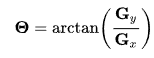 Θ = arctan(G_y / G_x)